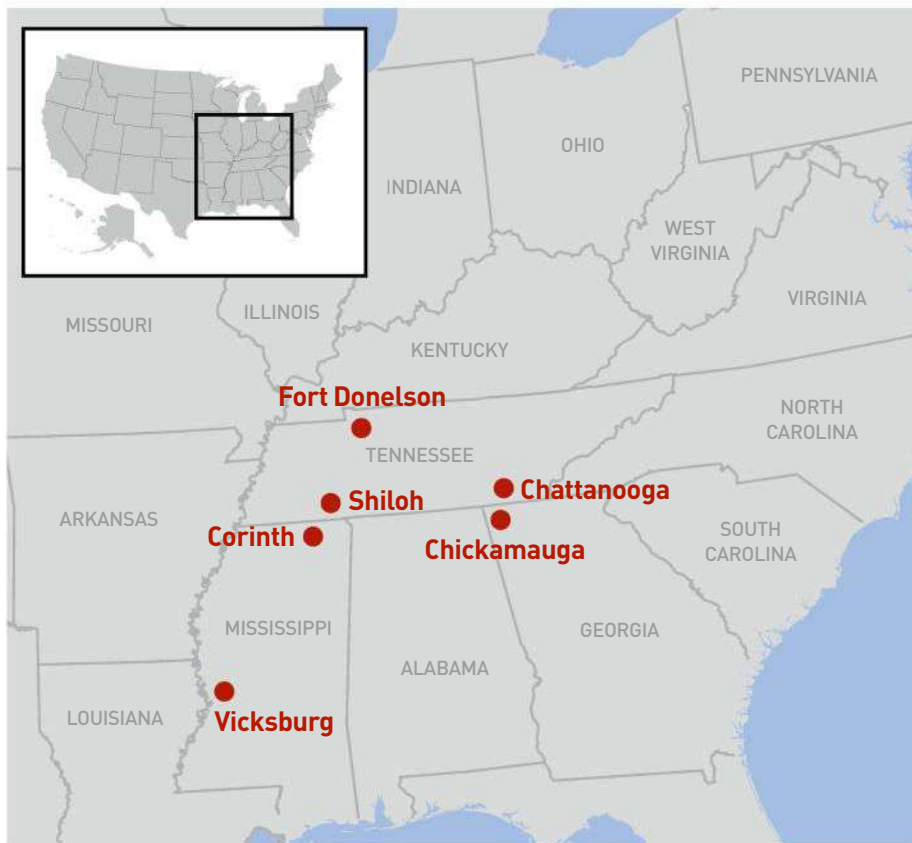 PENNSYLVANIA
OHIO
INDIANA
WEST
VIRGINIA
VIRGINIA
ILLINOIS
MISSOURI
KENTUCKY
Fort Donelson
NORTH
CAROLINA
TENNESSEE
Chattanooga
Shiloh
ARKANSAS
Corinth
Chickamauga
SOUTH
CAROLINA
MISSISSIPPI
GEORGIA
ALABAMA
LOUISIANA
Vicksburg